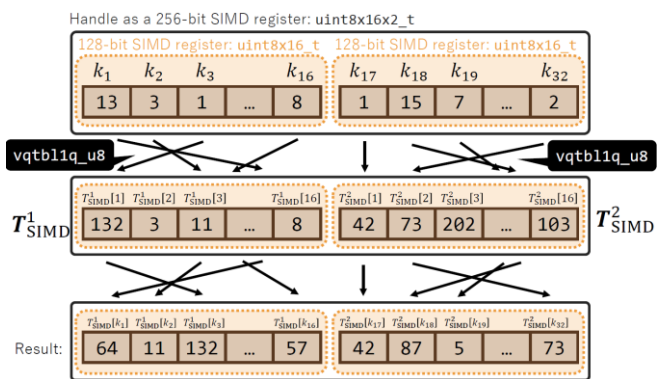 Handle as a 256-bit SIMD register: uint8x16x2_t
128-bit SIMD register: uint8x16_t 128-bit SIMD register: uint8x16_t
k₁ k₂ k₃ k₁₆ k₁₇ k₁₈ k₁₉ k₃₂
13 3 1 ... 8 1 15 7 ... 2
vqtbl1q_u8 vqtbl1q_u8
T¹SIMD[1] T¹SIMD[2] T¹SIMD[3] T¹SIMD[16] T²SIMD[1] T²SIMD[2] T²SIMD[3] T²SIMD[16]
T¹SIMD 132 3 11 ... 8 42 73 202 ... 103 T²SIMD
T¹SIMD[k₁] T¹SIMD[k₂] T¹SIMD[k₃] T¹SIMD[k₁₆] T²SIMD[k₁₇] T²SIMD[k₁₈] T²SIMD[k₁₉] T²SIMD[k₃₂]
Result: 64 11 132 ... 57 42 87 5 ... 73